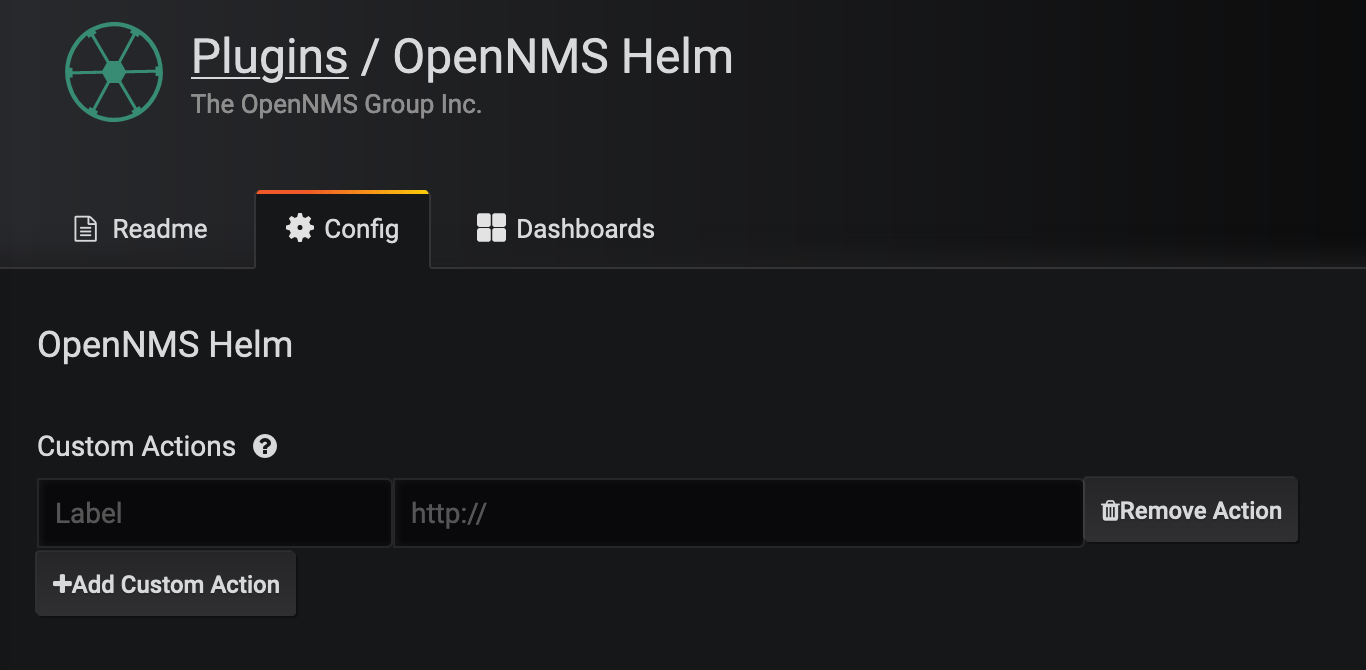 Plugins / OpenNMS Helm
The OpenNMS Group Inc.
Readme Config Dashboards
OpenNMS Helm
Custom Actions ?
Label http:// Remove Action
+Add Custom Action